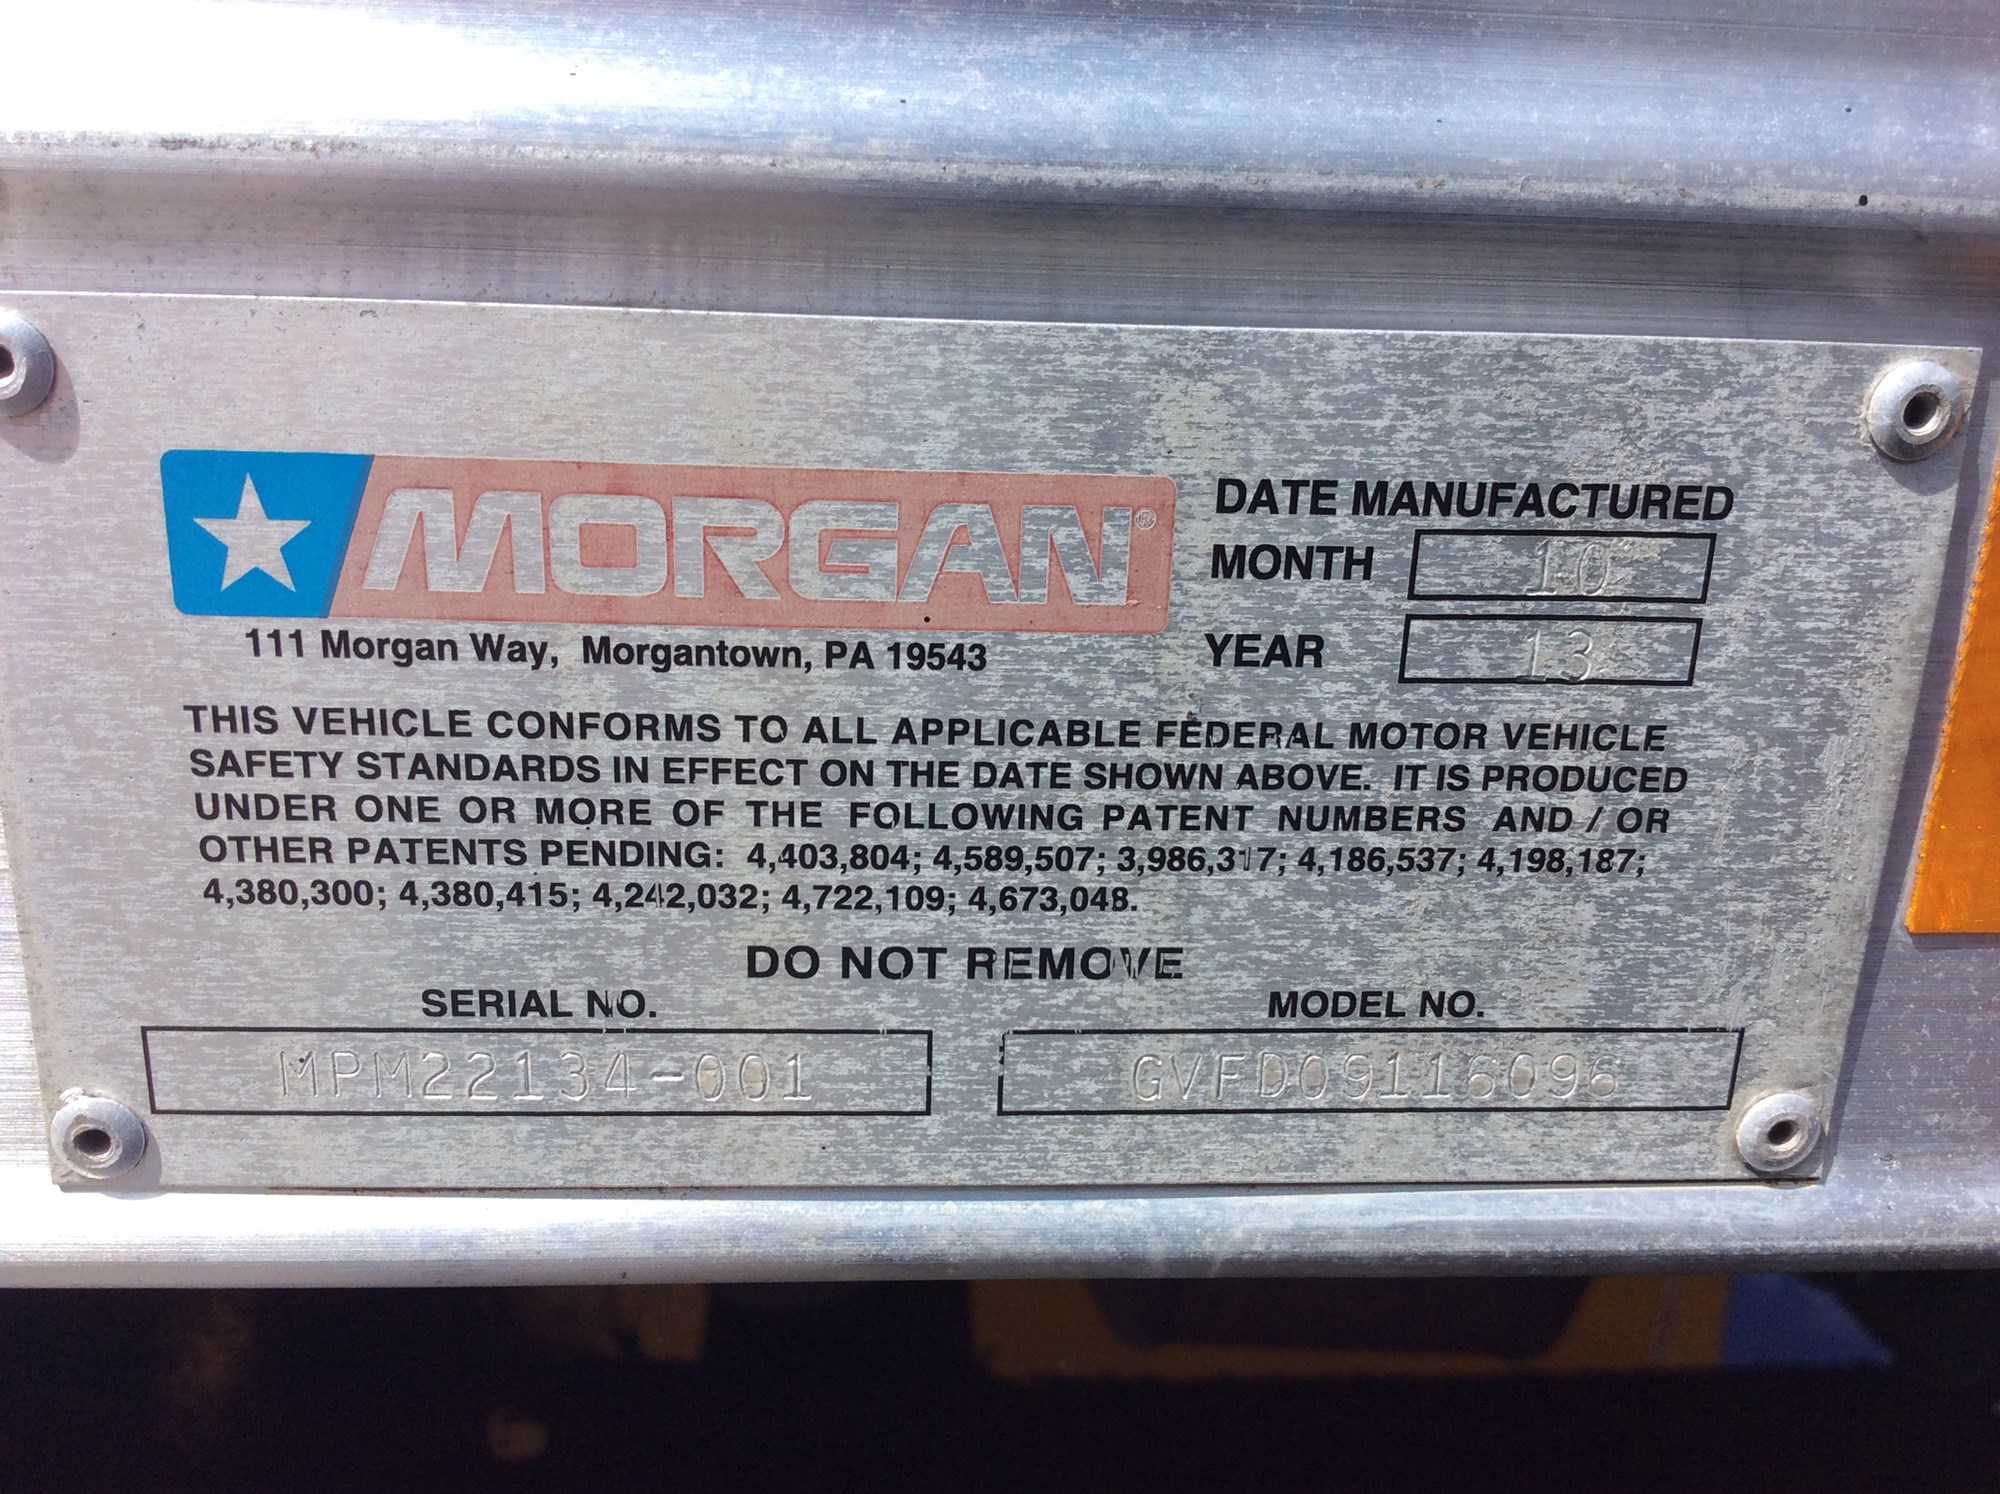 MORGAN®
111 Morgan Way, Morgantown, PA 19543
DATE MANUFACTURED
MONTH 10
YEAR 13
THIS VEHICLE CONFORMS TO ALL APPLICABLE FEDERAL MOTOR VEHICLE
SAFETY STANDARDS IN EFFECT ON THE DATE SHOWN ABOVE. IT IS PRODUCED
UNDER ONE OR MORE OF THE FOLLOWING PATENT NUMBERS AND / OR
OTHER PATENTS PENDING: 4,403,804; 4,589,507; 3,986,317; 4,186,537; 4,198,187;
4,380,300; 4,380,415; 4,242,032; 4,722,109; 4,673,048.
DO NOT REMOVE
SERIAL NO.
MPM22134-001
MODEL NO.
GVFD09116096